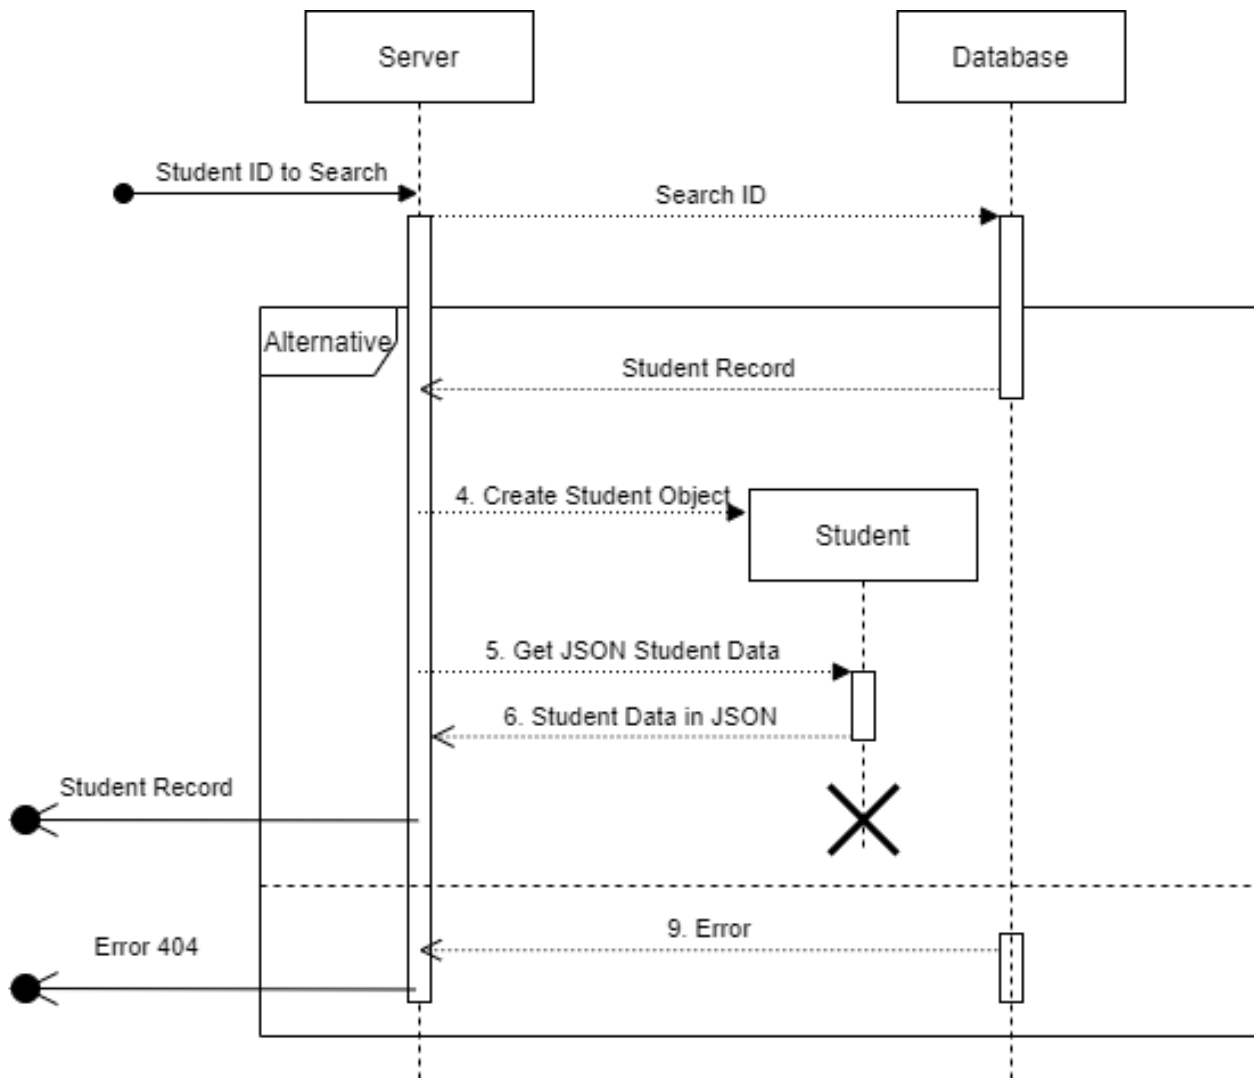 Server
Database
Student ID to Search
Search ID
Alternative
Student Record
4. Create Student Object
Student
5. Get JSON Student Data
6. Student Data in JSON
Student Record
9. Error
Error 404